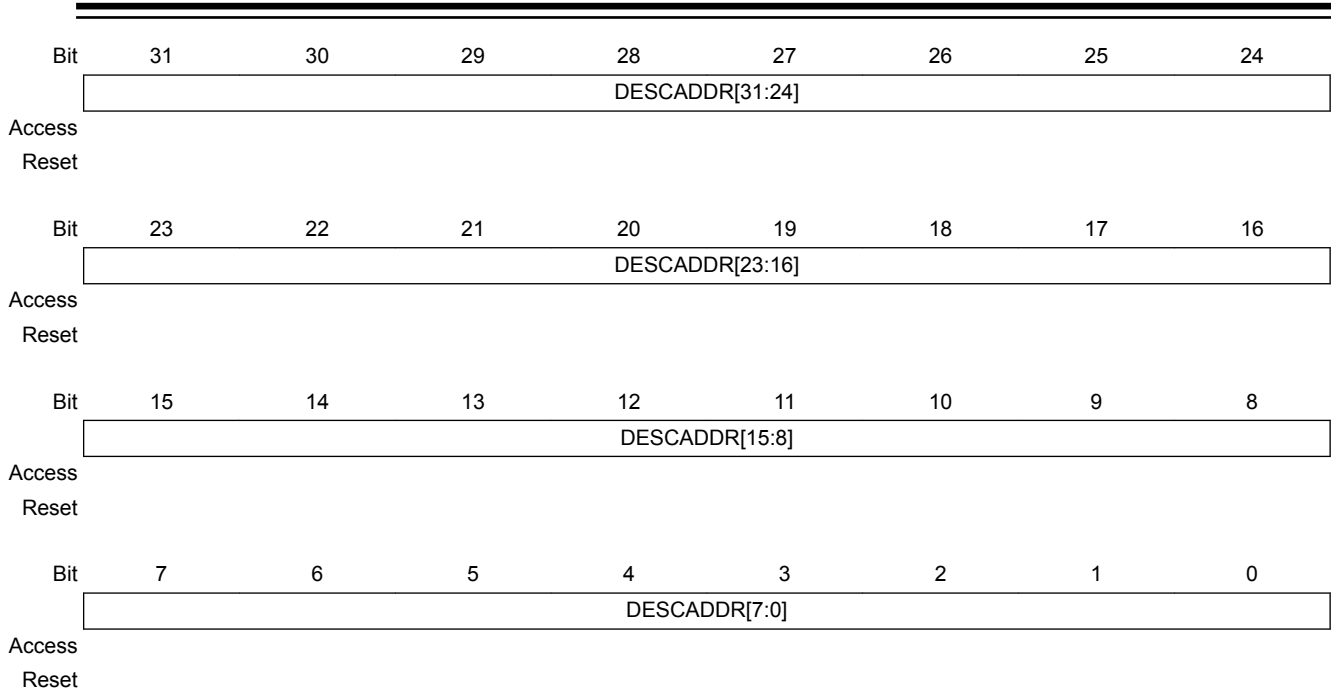 Bit 31 30 29 28 27 26 25 24
DESCADDR[31:24]
Access
Reset
Bit 23 22 21 20 19 18 17 16
DESCADDR[23:16]
Access
Reset
Bit 15 14 13 12 11 10 9 8
DESCADDR[15:8]
Access
Reset
Bit 7 6 5 4 3 2 1 0
DESCADDR[7:0]
Access
Reset